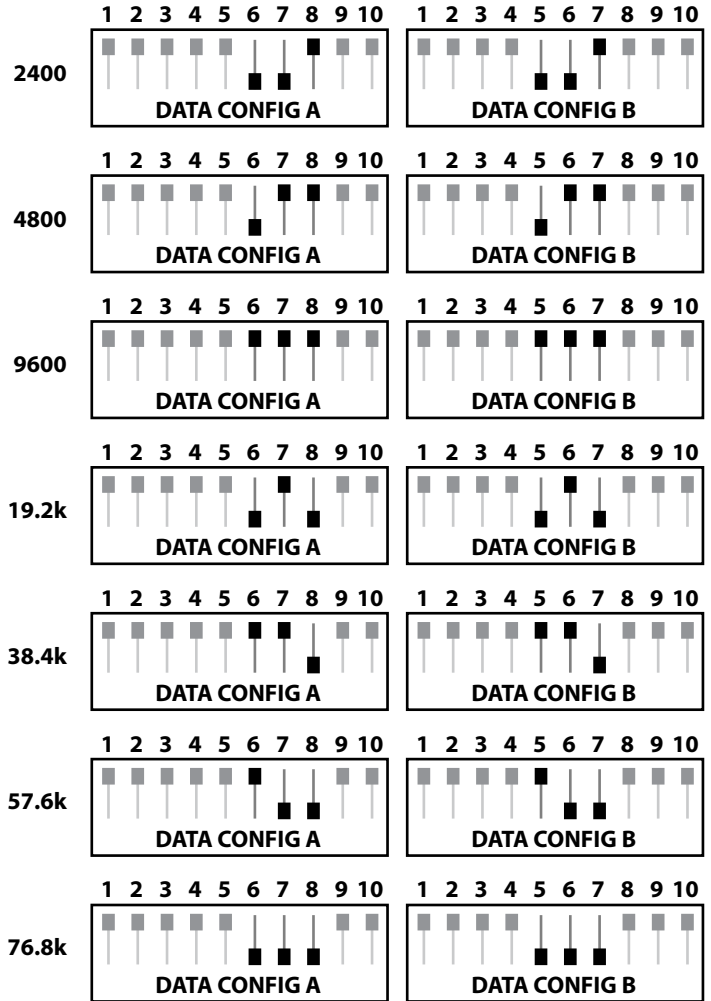 1 2 3 4 5 6 7 8 9 10 1 2 3 4 5 6 7 8 9 10
2400
DATA CONFIG A DATA CONFIG B
1 2 3 4 5 6 7 8 9 10 1 2 3 4 5 6 7 8 9 10
4800
DATA CONFIG A DATA CONFIG B
1 2 3 4 5 6 7 8 9 10 1 2 3 4 5 6 7 8 9 10
9600
DATA CONFIG A DATA CONFIG B
1 2 3 4 5 6 7 8 9 10 1 2 3 4 5 6 7 8 9 10
19.2k
DATA CONFIG A DATA CONFIG B
1 2 3 4 5 6 7 8 9 10 1 2 3 4 5 6 7 8 9 10
38.4k
DATA CONFIG A DATA CONFIG B
1 2 3 4 5 6 7 8 9 10 1 2 3 4 5 6 7 8 9 10
57.6k
DATA CONFIG A DATA CONFIG B
1 2 3 4 5 6 7 8 9 10 1 2 3 4 5 6 7 8 9 10
76.8k
DATA CONFIG A DATA CONFIG B